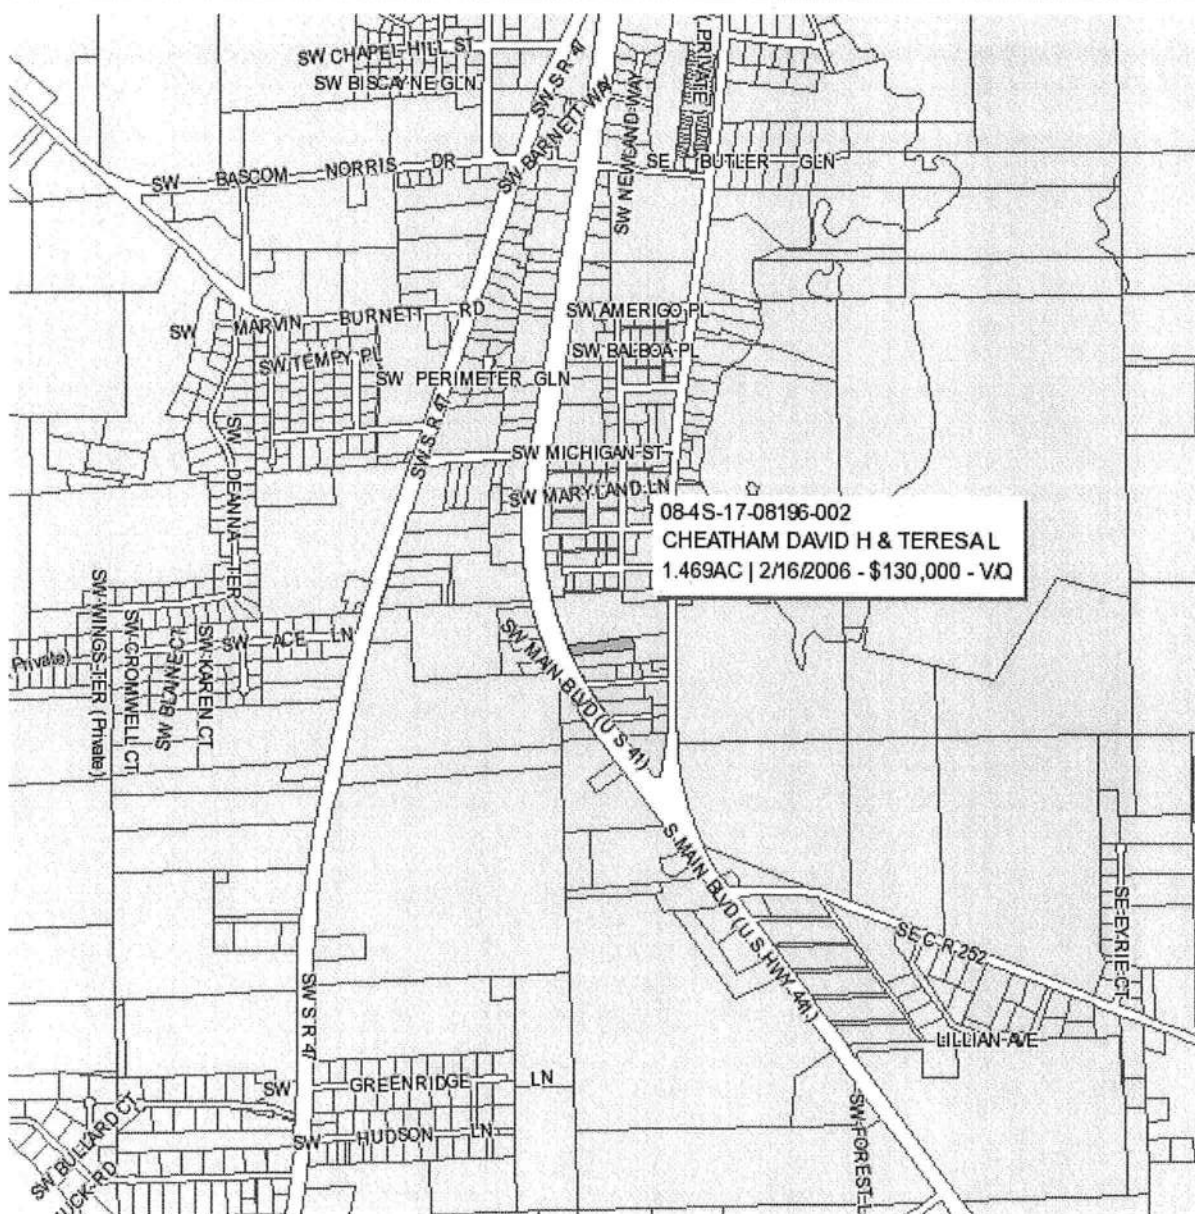 SW CHAPEL HILL ST
SW BISCAYNE GLN
SW S R 47
SW BARNETT WAY
SW NEWLAND WAY
(PRIVATE)
SW BASCOM NORRIS DR
SE BUTLER GLN
SW MARVIN BURNETT RD
SW AMERIGO PL
SW TEMPY PL
SW BALBOA PL
SW PERIMETER GLN
SW S R 47
SW DEANNA TER
SW MICHIGAN ST
SW MARYLAND LN
08-4S-17-08196-002
CHEATHAM DAVID H & TERESA L
1.469AC | 2/16/2006 - $130,000 - V/Q
Private)
SW WINGS TER (Private)
SW CROMWELL CT
SW BLAINE CT
SW KAREN CT
SW ACE LN
SW MAIN BLVD (U S 41)
S MAIN BLVD (U S HWY 441)
SE C R 252
SE EYRIE CT
LILLIAN AVE
SW S R 47
SW GREENRIDGE LN
SW HUDSON LN
SW BULLARD CT
UCK RD
SW FOREST L